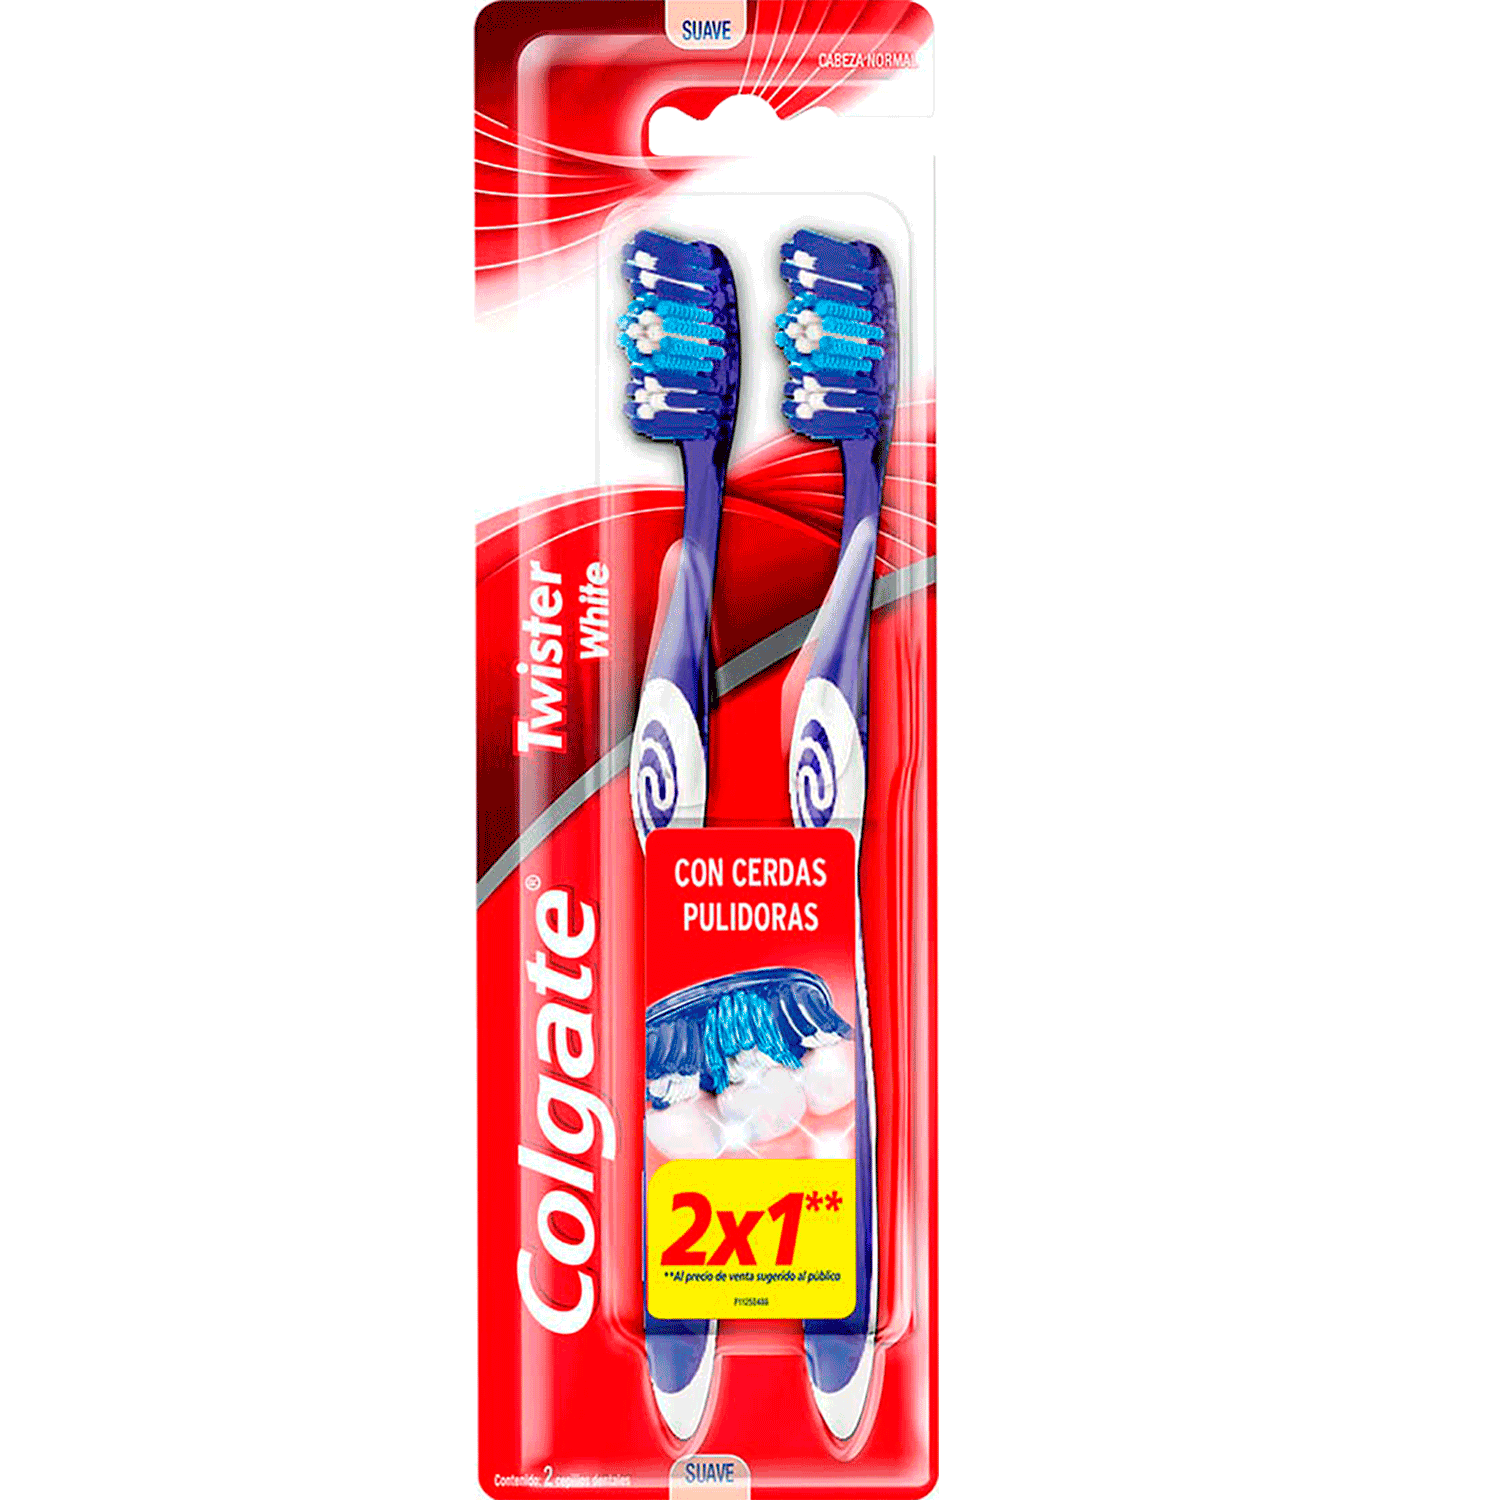 SUAVE
CABEZA NORMAL
Twister
White
Colgate®
CON CERDAS
PULIDORAS
2x1**
**Al precio de venta sugerido al público
P11250488
Contenido: 2 cepillos dentales
SUAVE